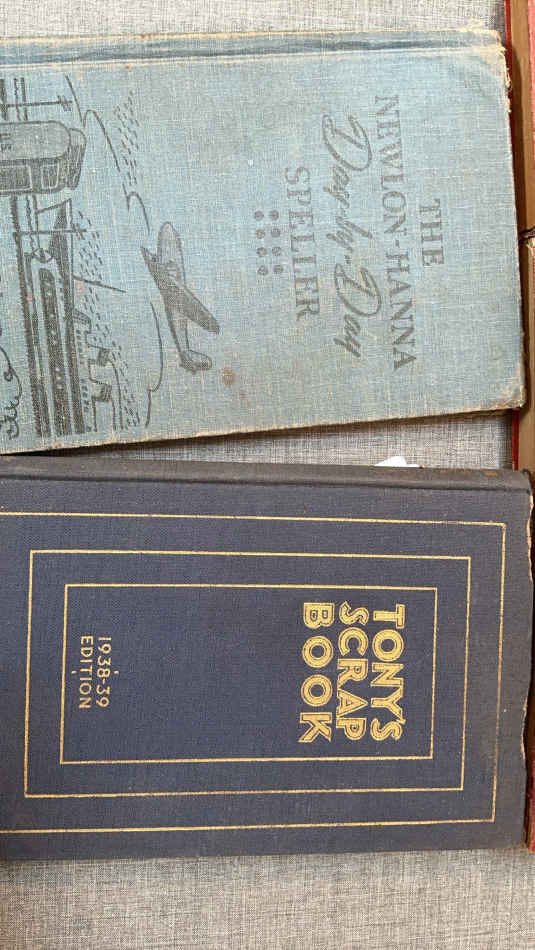 THE
NEWLON-HANNA
Day-by-Day
SPELLER
TONY'S
SCRAP
BOOK
1938-39
EDITION